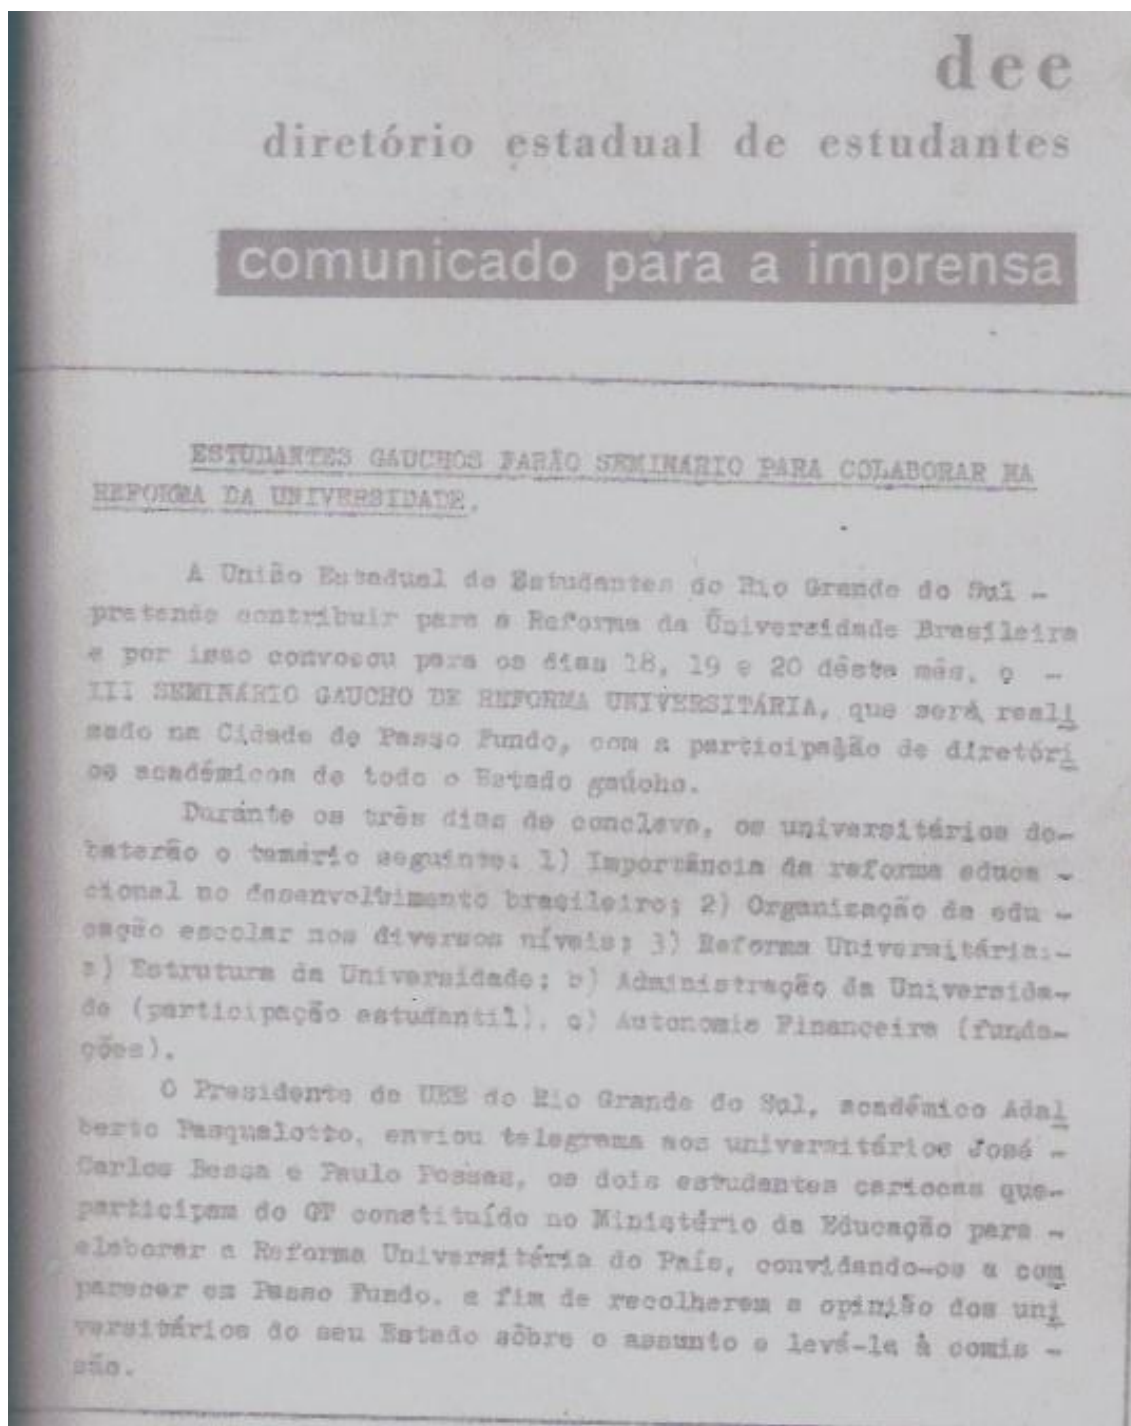 dee
diretório estadual de estudantes
comunicado para a imprensa
ESTUDANTES GAUCHOS FARÃO SEMINÁRIO PARA COLABORAR NA
REFORMA DA UNIVERSIDADE.
A União Estadual de Estudantes do Rio Grande do Sul -
pretende contribuir para a Reforma da Universidade Brasileira
e por isso convocou para os dias 18, 19 e 20 dêste mês, o -
III SEMINÁRIO GAUCHO DE REFORMA UNIVERSITÁRIA, que será reali
zado na Cidade de Passo Fundo, com a participação de diretóri
os acadêmicos de todo o Estado gaúcho.
Durante os três dias de conclave, os universitários de-
baterão o temário seguinte: 1) Importância da reforma educa -
cional no desenvolvimento brasileiro; 2) Organização da edu -
cação escolar nos diversos níveis; 3) Reforma Universitária:-
a) Estrutura da Universidade; b) Administração da Universida-
de (participação estudantil), c) Autonomia Financeira (funda-
ções).
O Presidente da UEE do Rio Grande do Sul, acadêmico Adal
berto Pasqualotto, enviou telegrama aos universitários José -
Carlos Bessa e Paulo Possas, os dois estudantes cariocas que-
participam do GT constituído no Ministério da Educação para -
elaborar a Reforma Universitária do País, convidando-os a com
parecer em Passo Fundo, a fim de recolherem a opinião dos uni
versitários do seu Estado sôbre o assunto e levá-la à comis -
são.